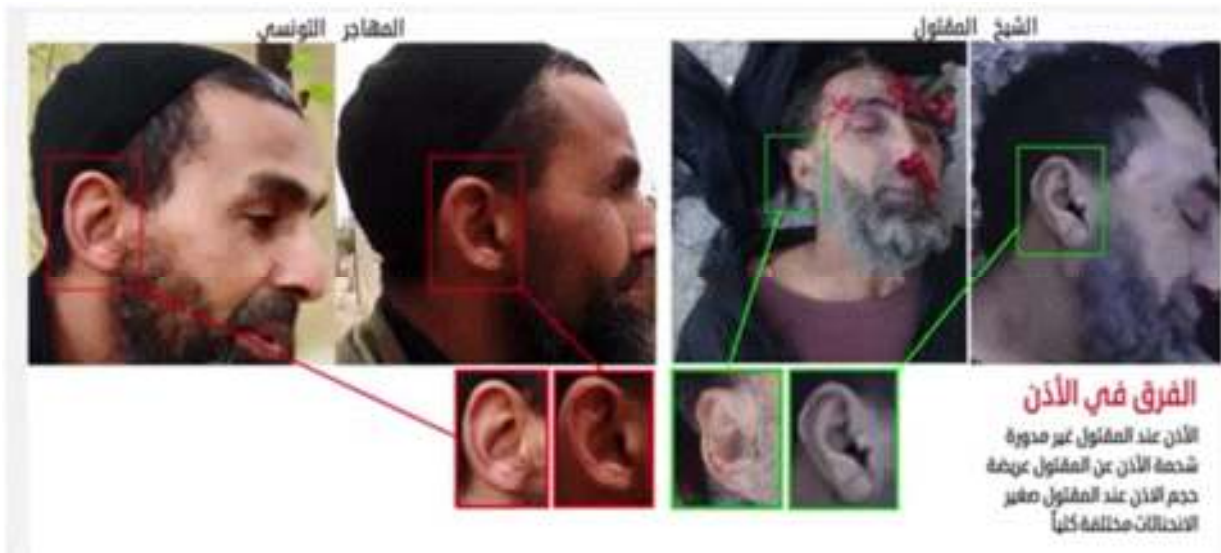 الشيخ المقتول
المهاجر التونسي
الفرق في الأذن
الأذن عند المقتول غير مدورة
شحمة الأذن عن المقتول عريضة
حجم الاذن عند المقتول صغير
الانحنائات مختلفة كلياً